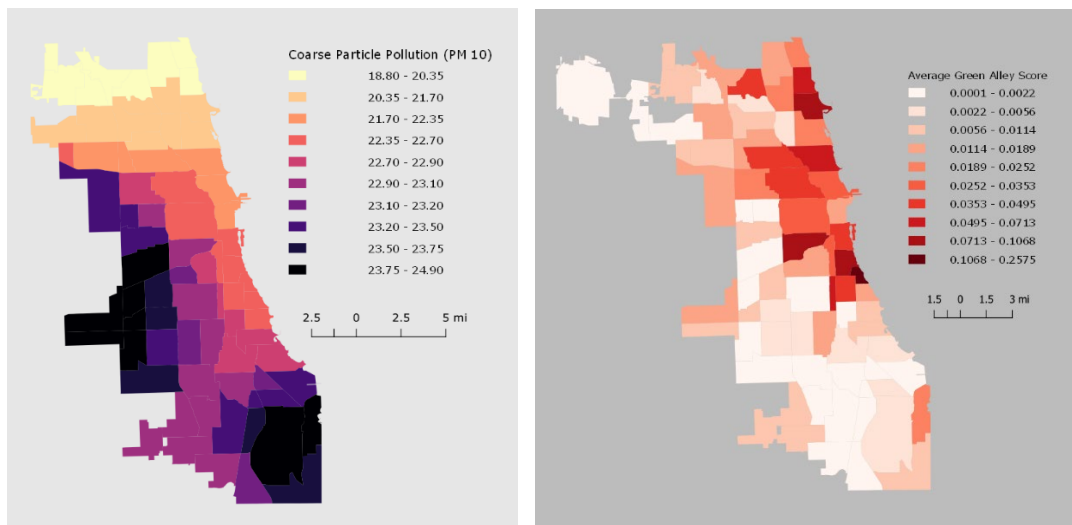 Coarse Particle Pollution (PM 10)
18.80 - 20.35
20.35 - 21.70
21.70 - 22.35
22.35 - 22.70
22.70 - 22.90
22.90 - 23.10
23.10 - 23.20
23.20 - 23.50
23.50 - 23.75
23.75 - 24.90
2.5 0 2.5 5 mi
Average Green Alley Score
0.0001 - 0.0022
0.0022 - 0.0056
0.0056 - 0.0114
0.0114 - 0.0189
0.0189 - 0.0252
0.0252 - 0.0353
0.0353 - 0.0495
0.0495 - 0.0713
0.0713 - 0.1068
0.1068 - 0.2575
1.5 0 1.5 3 mi